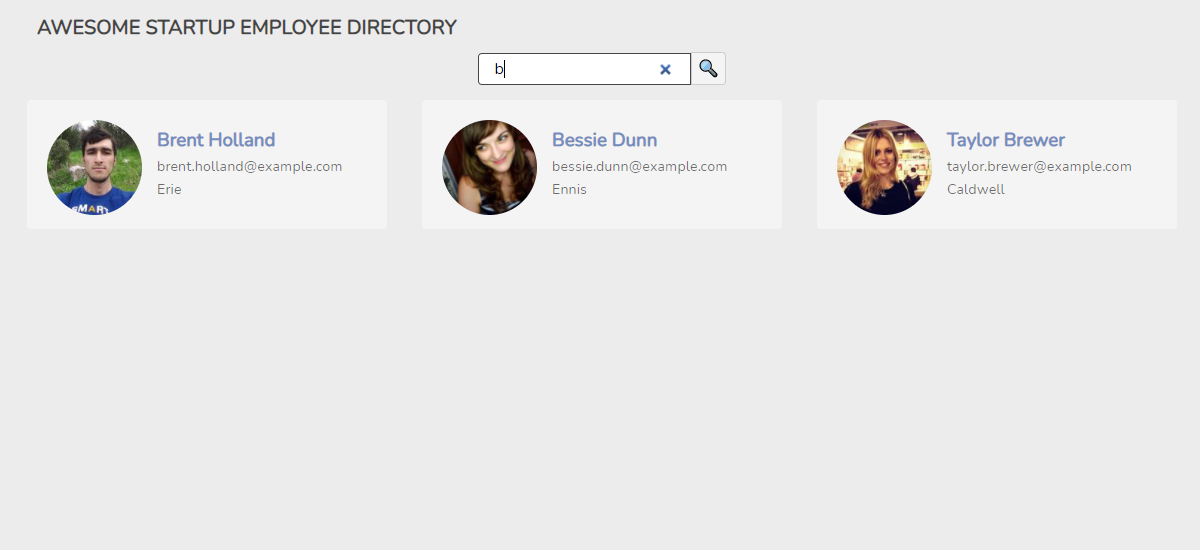 AWESOME STARTUP EMPLOYEE DIRECTORY
b
Brent Holland
brent.holland@example.com
Erie
SMART
Bessie Dunn
bessie.dunn@example.com
Ennis
Taylor Brewer
taylor.brewer@example.com
Caldwell